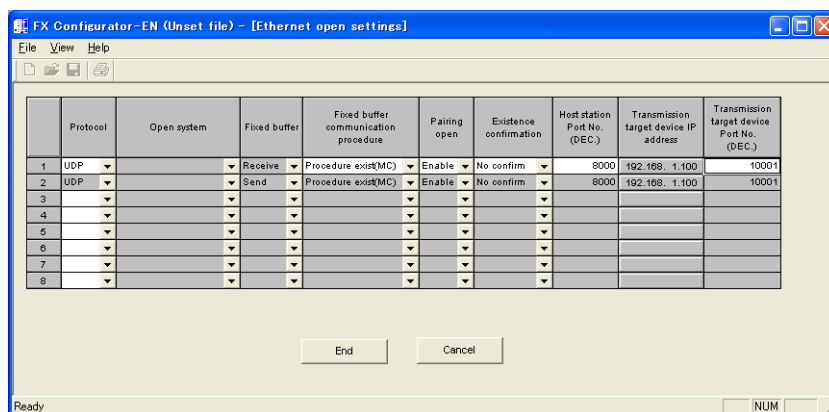 FX Configurator-EN (Unset file) - [Ethernet open settings]
File View Help
Protocol Open system Fixed buffer Fixed buffer communication procedure Pairing open Existence confirmation Host station Port No. (DEC.) Transmission target device IP address Transmission target device Port No. (DEC.)
1 UDP Receive Procedure exist(MC) Enable No confirm 8000 192.168. 1.100 10001
2 UDP Send Procedure exist(MC) Enable No confirm 8000 192.168. 1.100 10001
3
4
5
6
7
8
End Cancel
Ready NUM